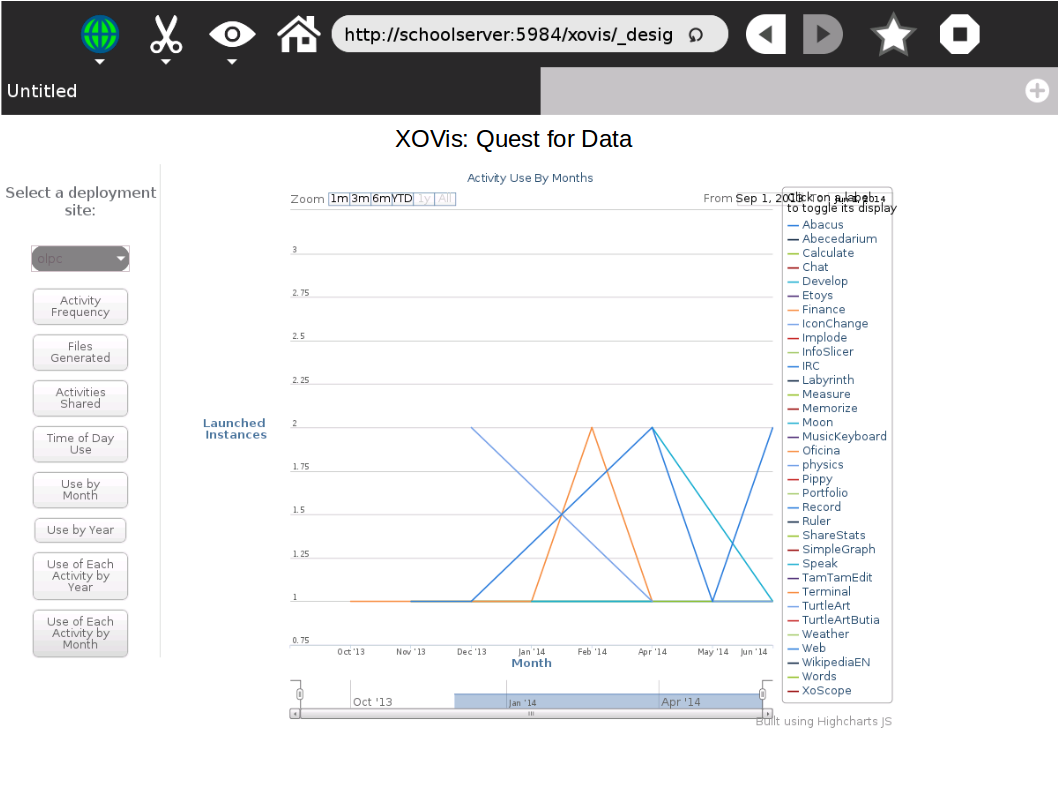 http://schoolserver:5984/xovis/_desig
Untitled
XOVis: Quest for Data
Select a deployment
site:
olpc
Activity
Frequency
Files
Generated
Activities
Shared
Time of Day
Use
Use by
Month
Use by Year
Use of Each
Activity by
Year
Use of Each
Activity by
Month
Activity Use By Months
Zoom 1m 3m 6m YTD 1y All
From Sep 1, 2013 To Jun 1, 2014
Click on a label
to toggle its display
Launched
Instances
3
2.75
2.5
2.25
2
1.75
1.5
1.25
1
0.75
Oct '13 Nov '13 Dec '13 Jan '14 Feb '14 Apr '14 May '14 Jun '14
Month
Oct '13 Jan '14 Apr '14
Abacus
Abecedarium
Calculate
Chat
Develop
Etoys
Finance
IconChange
Implode
InfoSlicer
IRC
Labyrinth
Measure
Memorize
Moon
MusicKeyboard
Oficina
physics
Pippy
Portfolio
Record
Ruler
ShareStats
SimpleGraph
Speak
TamTamEdit
Terminal
TurtleArt
TurtleArtButia
Weather
Web
WikipediaEN
Words
XoScope
Built using Highcharts JS